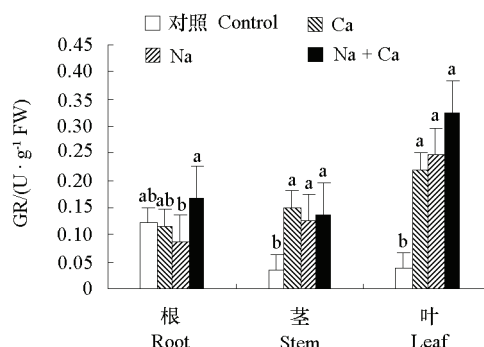 对照 Control
Ca
Na
Na + Ca
GR/(U · g⁻¹ FW)
0.45
0.40
0.35
0.30
0.25
0.20
0.15
0.10
0.05
0
ab ab b a
b a a a
b a a a
根 茎 叶
Root Stem Leaf